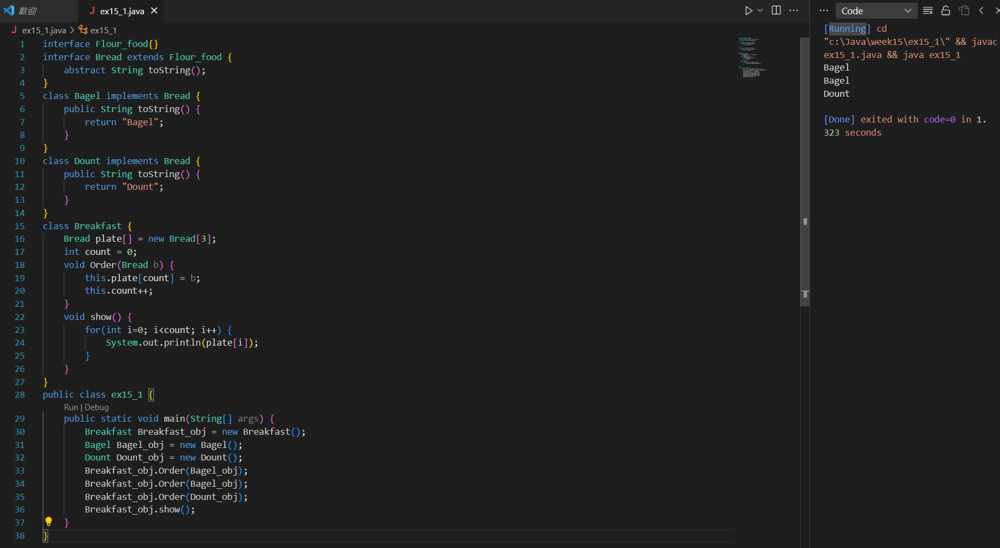 歡迎
J ex15_1.java
J ex15_1.java > ex15_1
1 interface Flour_food{}
2 interface Bread extends Flour_food {
3 abstract String toString();
4 }
5 class Bagel implements Bread {
6 public String toString() {
7 return "Bagel";
8 }
9 }
10 class Dount implements Bread {
11 public String toString() {
12 return "Dount";
13 }
14 }
15 class Breakfast {
16 Bread plate[] = new Bread[3];
17 int count = 0;
18 void Order(Bread b) {
19 this.plate[count] = b;
20 this.count++;
21 }
22 void show() {
23 for(int i=0; i<count; i++) {
24 System.out.println(plate[i]);
25 }
26 }
27 }
28 public class ex15_1 {
Run | Debug
29 public static void main(String[] args) {
30 Breakfast Breakfast_obj = new Breakfast();
31 Bagel Bagel_obj = new Bagel();
32 Dount Dount_obj = new Dount();
33 Breakfast_obj.Order(Bagel_obj);
34 Breakfast_obj.Order(Bagel_obj);
35 Breakfast_obj.Order(Dount_obj);
36 Breakfast_obj.show();
37 }
38 }
Code
[Running] cd
"c:\Java\week15\ex15_1\" && javac
ex15_1.java && java ex15_1
Bagel
Bagel
Dount
[Done] exited with code=0 in 1.
323 seconds